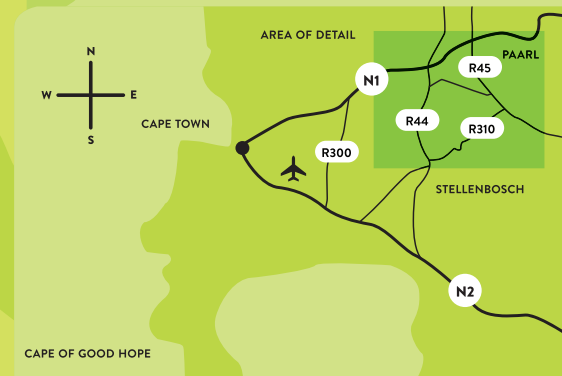 AREA OF DETAIL
N
PAARL
R45
N1
W
E
CAPE TOWN
R44
R310
S
R300
STELLENBOSCH
N2
CAPE OF GOOD HOPE